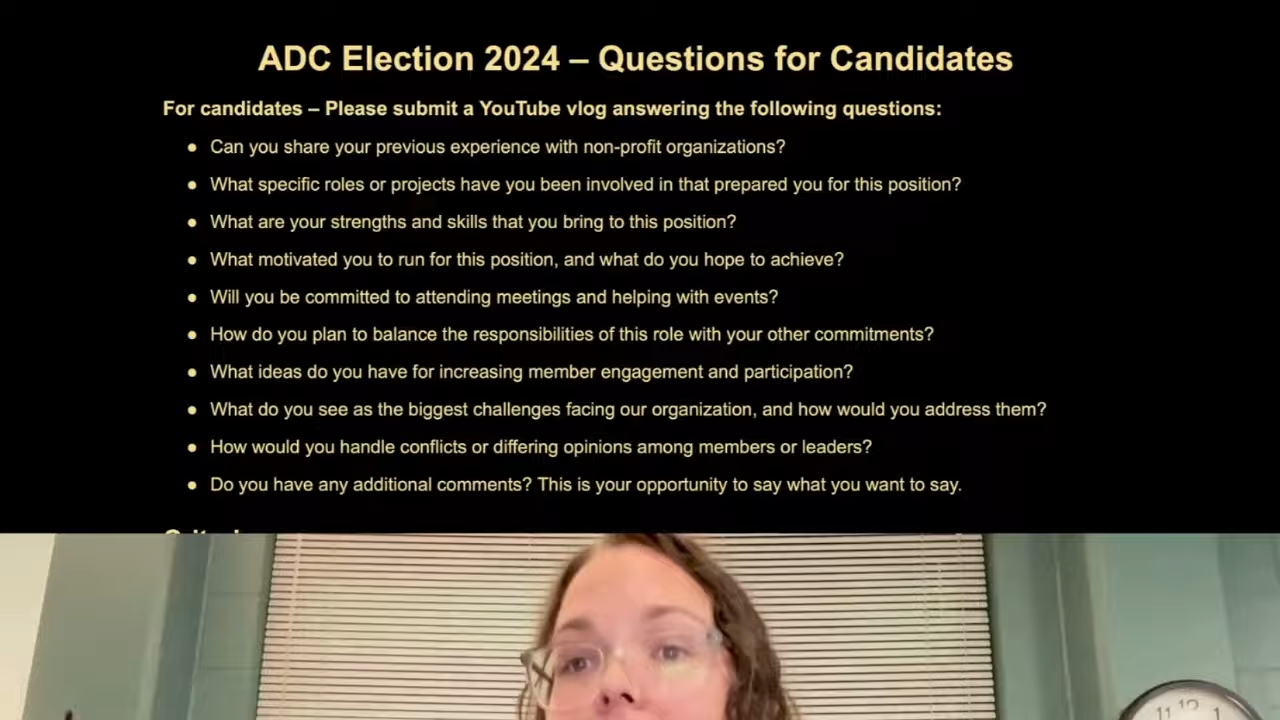 ADC Election 2024 – Questions for Candidates
For candidates – Please submit a YouTube vlog answering the following questions:
● Can you share your previous experience with non-profit organizations?
● What specific roles or projects have you been involved in that prepared you for this position?
● What are your strengths and skills that you bring to this position?
● What motivated you to run for this position, and what do you hope to achieve?
● Will you be committed to attending meetings and helping with events?
● How do you plan to balance the responsibilities of this role with your other commitments?
● What ideas do you have for increasing member engagement and participation?
● What do you see as the biggest challenges facing our organization, and how would you address them?
● How would you handle conflicts or differing opinions among members or leaders?
● Do you have any additional comments? This is your opportunity to say what you want to say.
11 12 1